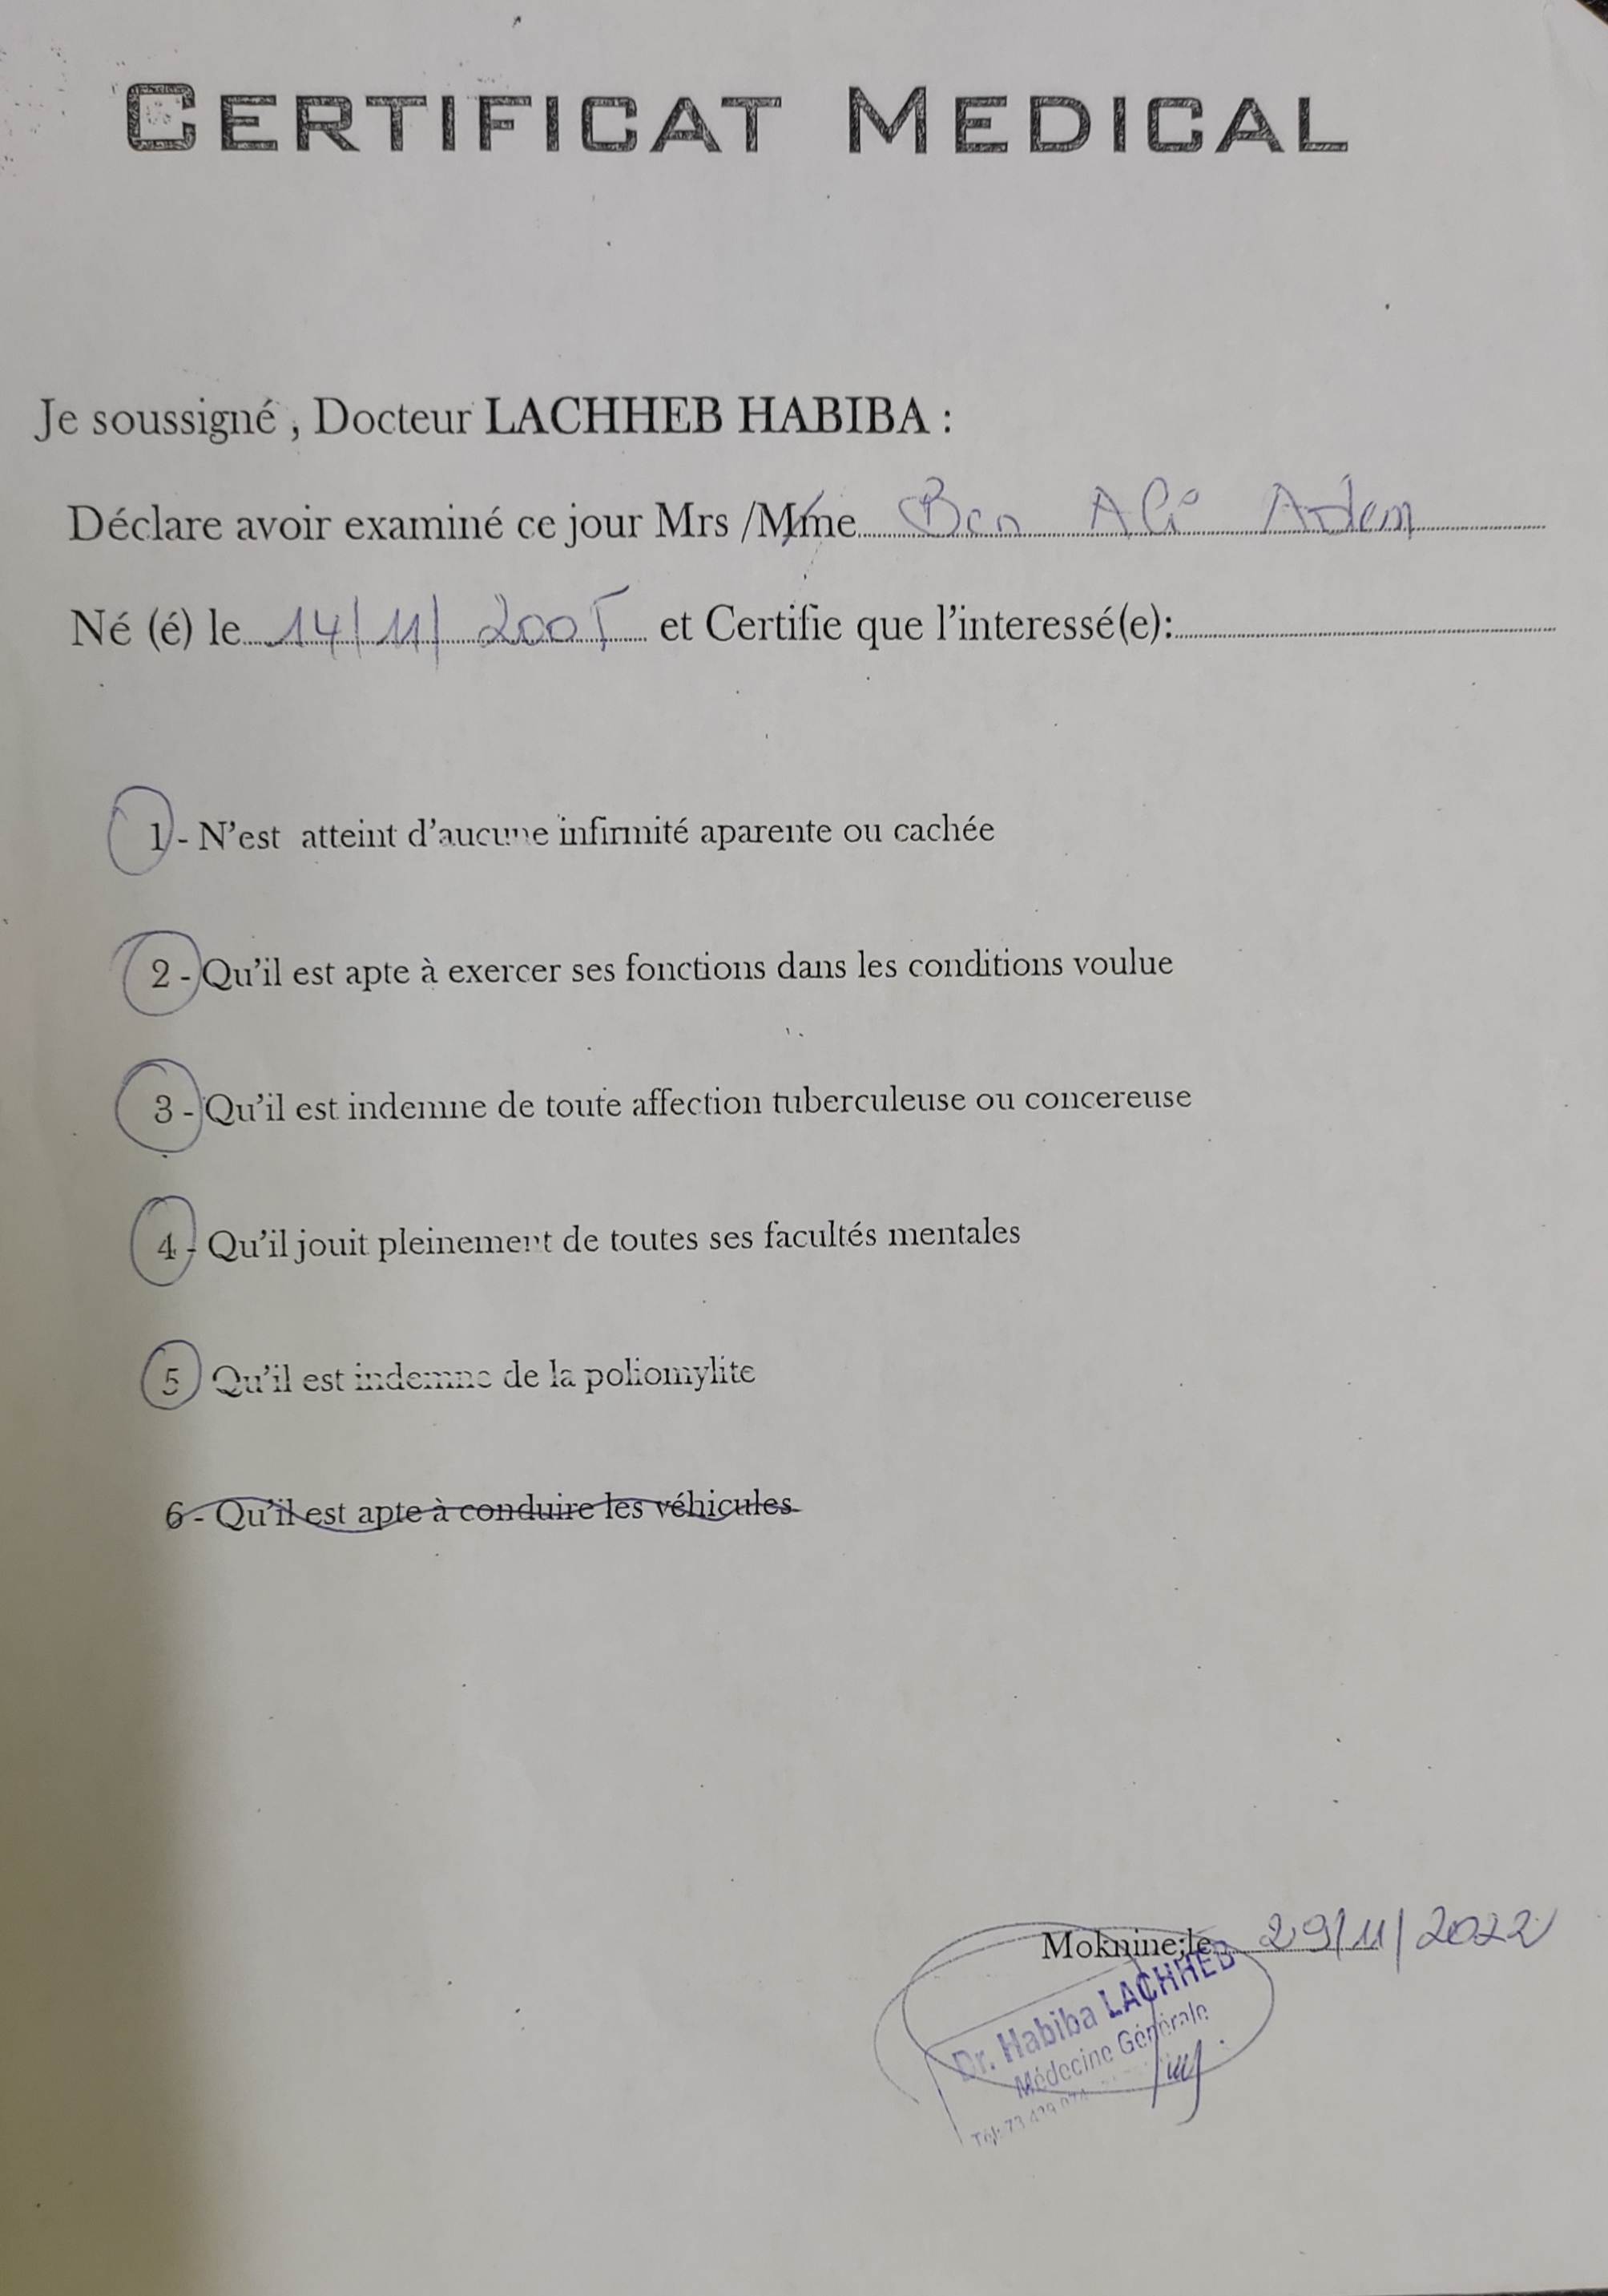 CERTIFICAT MEDICAL
Je soussigné , Docteur LACHHEB HABIBA :
Déclare avoir examiné ce jour Mrs /Mme Ben Ali Adem
Né (é) le 14/11/2005 et Certifie que l'interessé(e):
1 - N'est atteint d'aucune infirmité aparente ou cachée
2 - Qu'il est apte à exercer ses fonctions dans les conditions voulue
3 - Qu'il est indemne de toute affection tuberculeuse ou concereuse
4 - Qu'il jouit pleinement de toutes ses facultés mentales
5 Qu'il est indemne de la poliomylite
6 - Qu'il est apte à conduire les véhicules
Moknine;le 29/11/2022
Dr. Habiba LACHHEB
Médecine Générale
Tél: 73